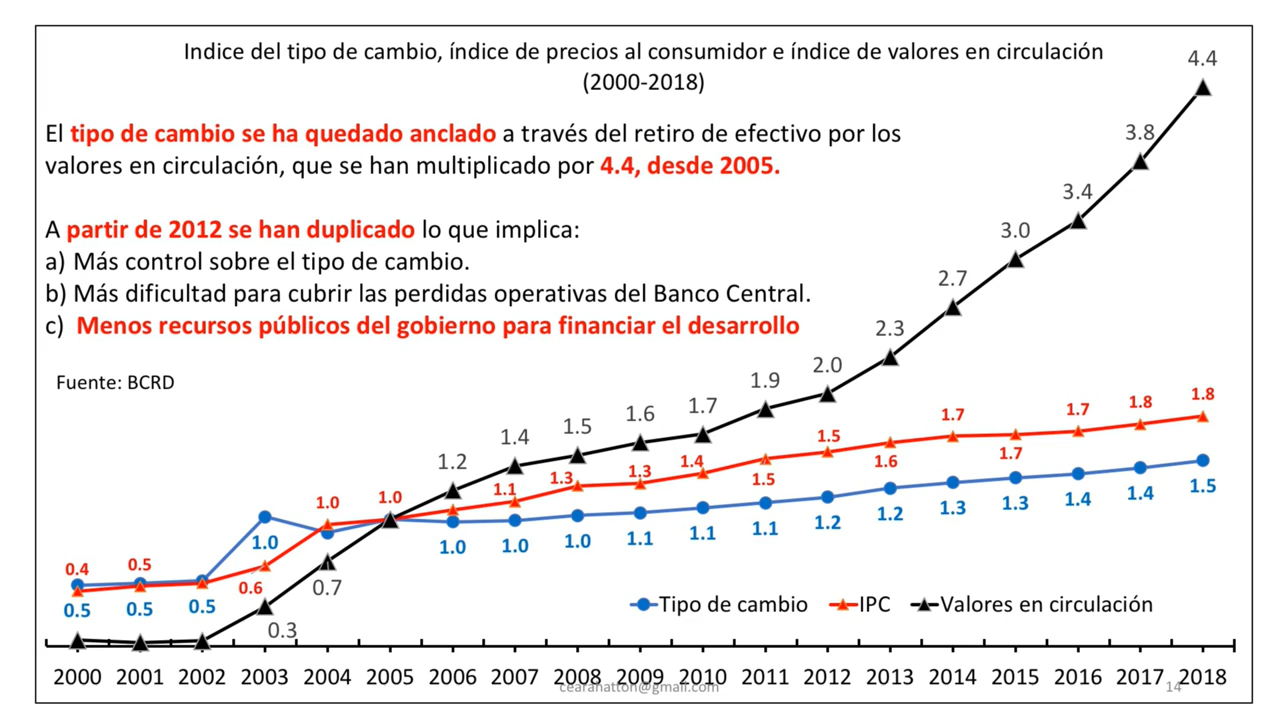 Indice del tipo de cambio, índice de precios al consumidor e índice de valores en circulación
(2000-2018)
El tipo de cambio se ha quedado anclado a través del retiro de efectivo por los
valores en circulación, que se han multiplicado por 4.4, desde 2005.
A partir de 2012 se han duplicado lo que implica:
a) Más control sobre el tipo de cambio.
b) Más dificultad para cubrir las perdidas operativas del Banco Central.
c) Menos recursos públicos del gobierno para financiar el desarrollo
Fuente: BCRD
0.3 0.7 1.2 1.4 1.5 1.6 1.7 1.9 2.0 2.3 2.7 3.0 3.4 3.8 4.4
0.4 0.5 0.6 1.0 1.0 1.1 1.3 1.3 1.4 1.5 1.5 1.6 1.7 1.7 1.7 1.8 1.8
0.5 0.5 0.5 1.0 1.0 1.0 1.0 1.1 1.1 1.1 1.2 1.2 1.3 1.3 1.4 1.4 1.5
Tipo de cambio IPC Valores en circulación
2000 2001 2002 2003 2004 2005 2006 2007 2008 2009 2010 2011 2012 2013 2014 2015 2016 2017 2018
cearahatton@gmail.com 14